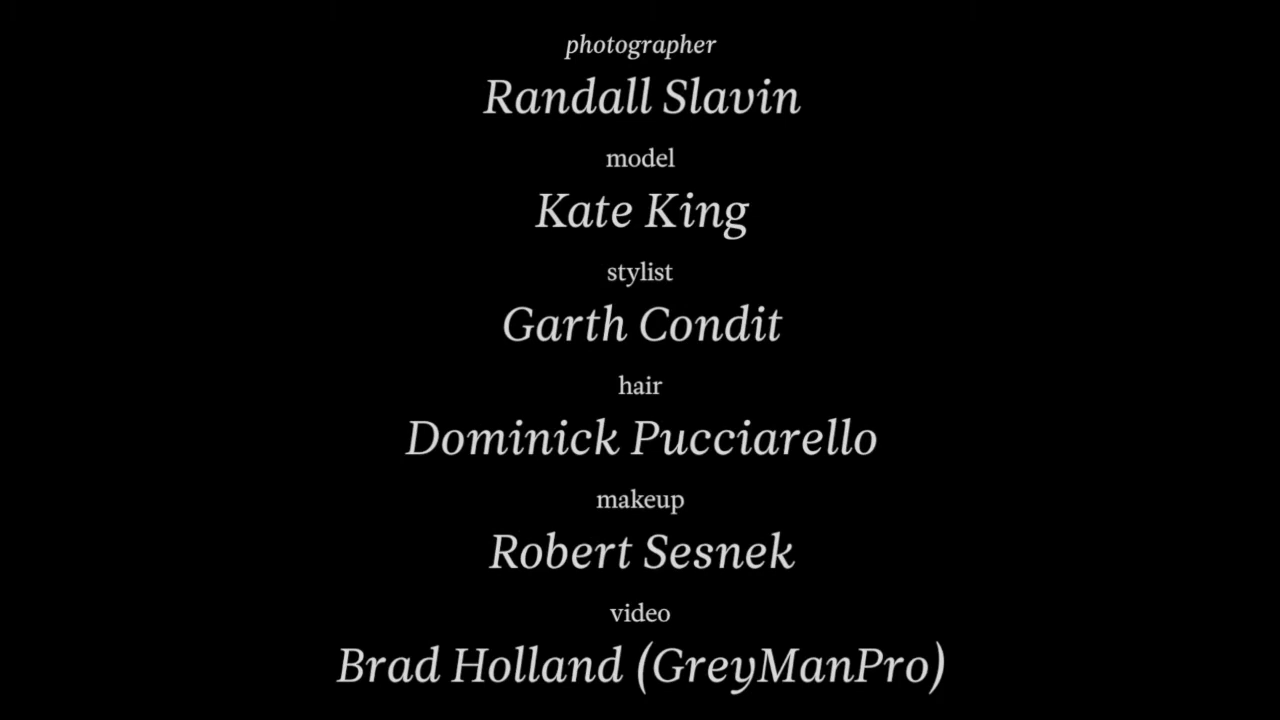 photographer
Randall Slavin
model
Kate King
stylist
Garth Condit
hair
Dominick Pucciarello
makeup
Robert Sesnek
video
Brad Holland (GreyManPro)